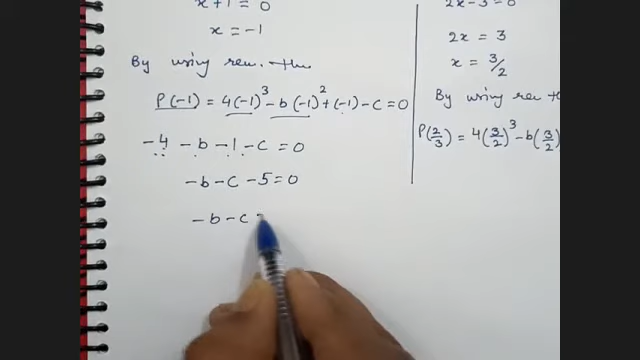 x+1 = 0
x = -1
By using rem. thm
P(-1) = 4(-1)³ - b(-1)² + (-1) - c = 0
-4 - b - 1 - c = 0
-b - c - 5 = 0
-b - c =
2x-3 = 0
2x = 3
x = 3/2
By using rem th
P(2/3) = 4(3/2)³ - b(3/2)